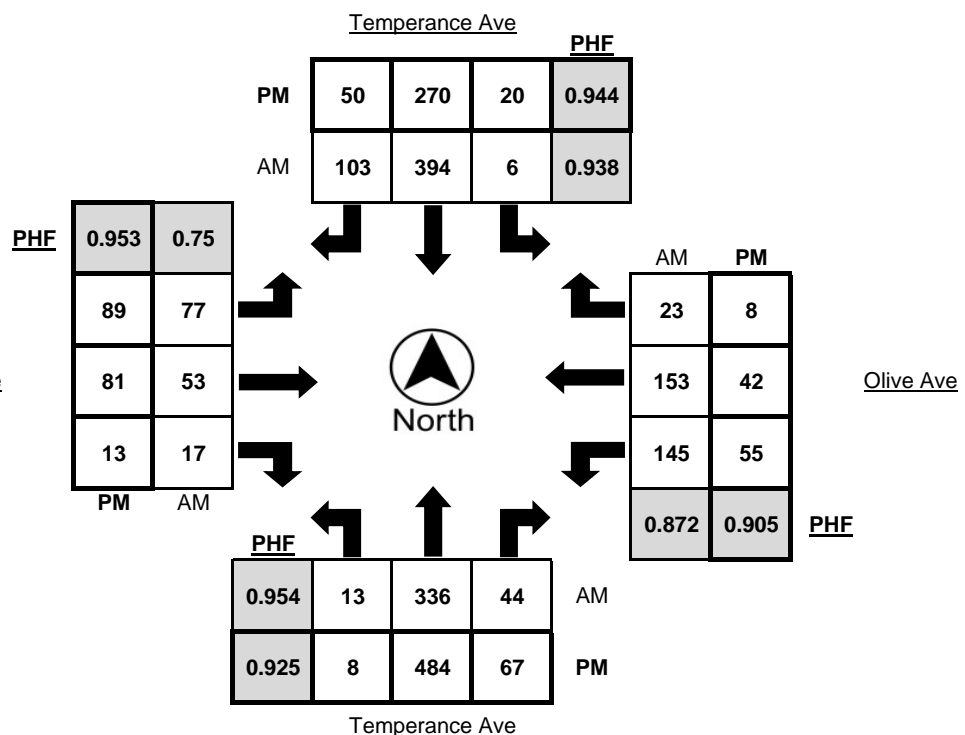 Temperance Ave
PHF
PM 50 270 20 0.944
AM 103 394 6 0.938
PHF 0.953 0.75
AM PM
89 77
23 8
81 53
153 42
Olive Ave
North
13 17
145 55
PM AM
0.872 0.905 PHF
PHF
0.954 13 336 44 AM
0.925 8 484 67 PM
Temperance Ave